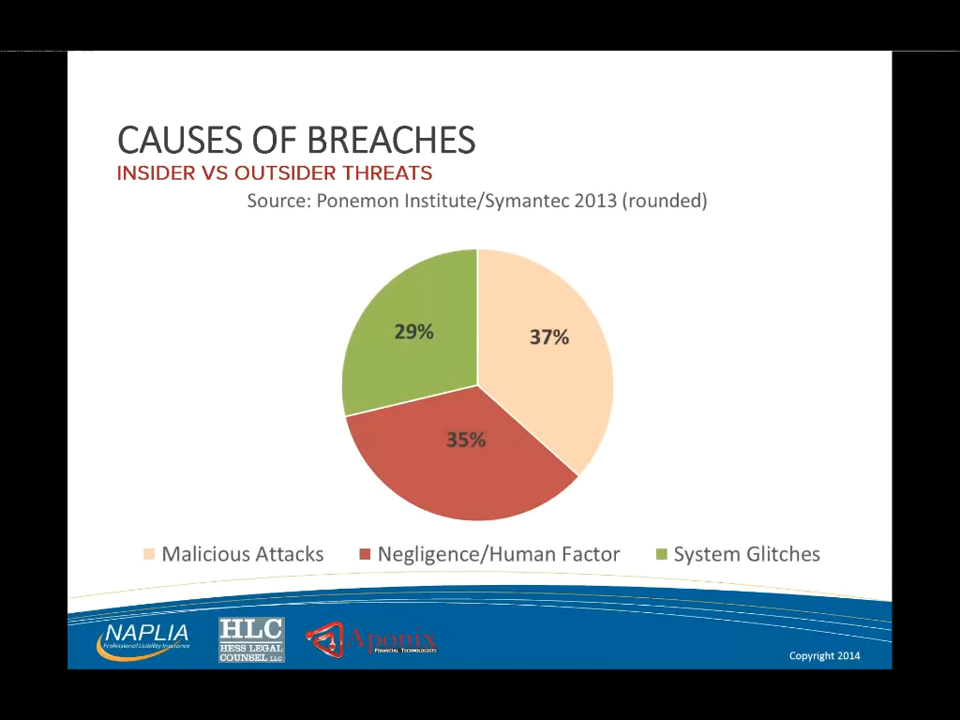 CAUSES OF BREACHES
INSIDER VS OUTSIDER THREATS
Source: Ponemon Institute/Symantec 2013 (rounded)
29%
37%
35%
Malicious Attacks
Negligence/Human Factor
System Glitches
NAPLIA
Professional Liability Insurance
HLC
HESS LEGAL
COUNSEL LLC
Aponix
FINANCIAL TECHNOLOGISTS
Copyright 2014